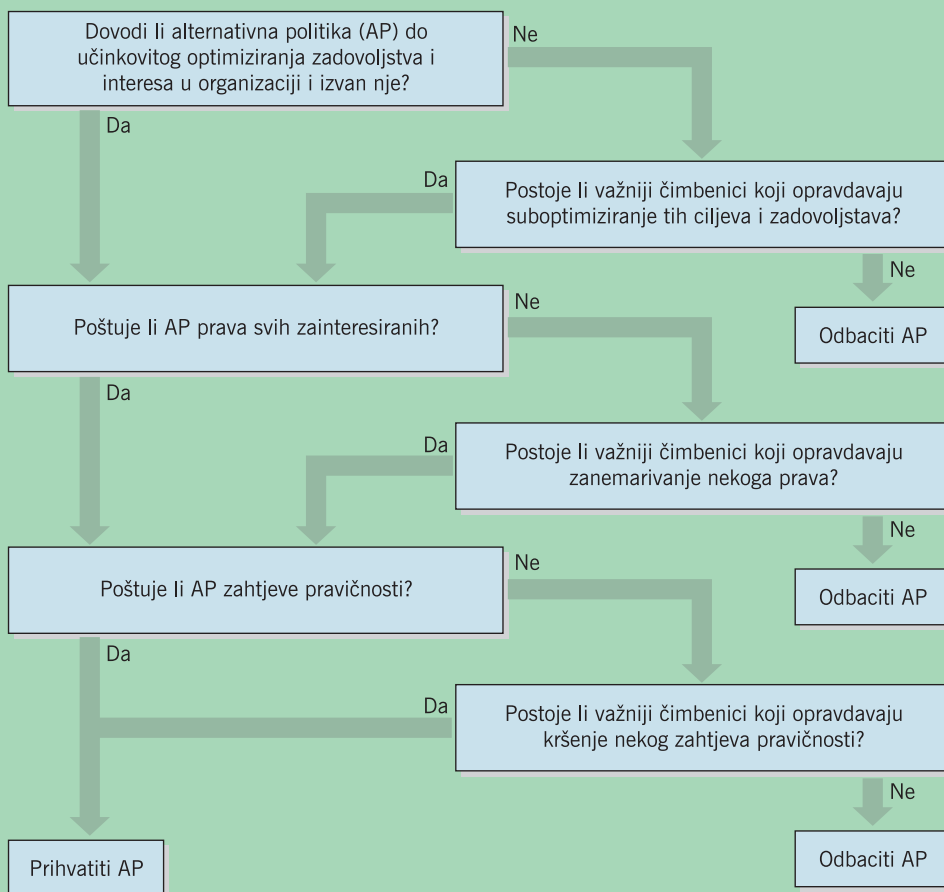 Dovodi li alternativna politika (AP) do
učinkovitog optimiziranja zadovoljstva i
interesa u organizaciji i izvan nje?
Ne
Da
Da
Postoje li važniji čimbenici koji opravdavaju
suboptimiziranje tih ciljeva i zadovoljstava?
Ne
Odbaciti AP
Poštuje li AP prava svih zainteresiranih?
Ne
Da
Da
Postoje li važniji čimbenici koji opravdavaju
zanemarivanje nekoga prava?
Ne
Odbaciti AP
Poštuje li AP zahtjeve pravičnosti?
Ne
Da
Da
Postoje li važniji čimbenici koji opravdavaju
kršenje nekog zahtjeva pravičnosti?
Ne
Odbaciti AP
Prihvatiti AP